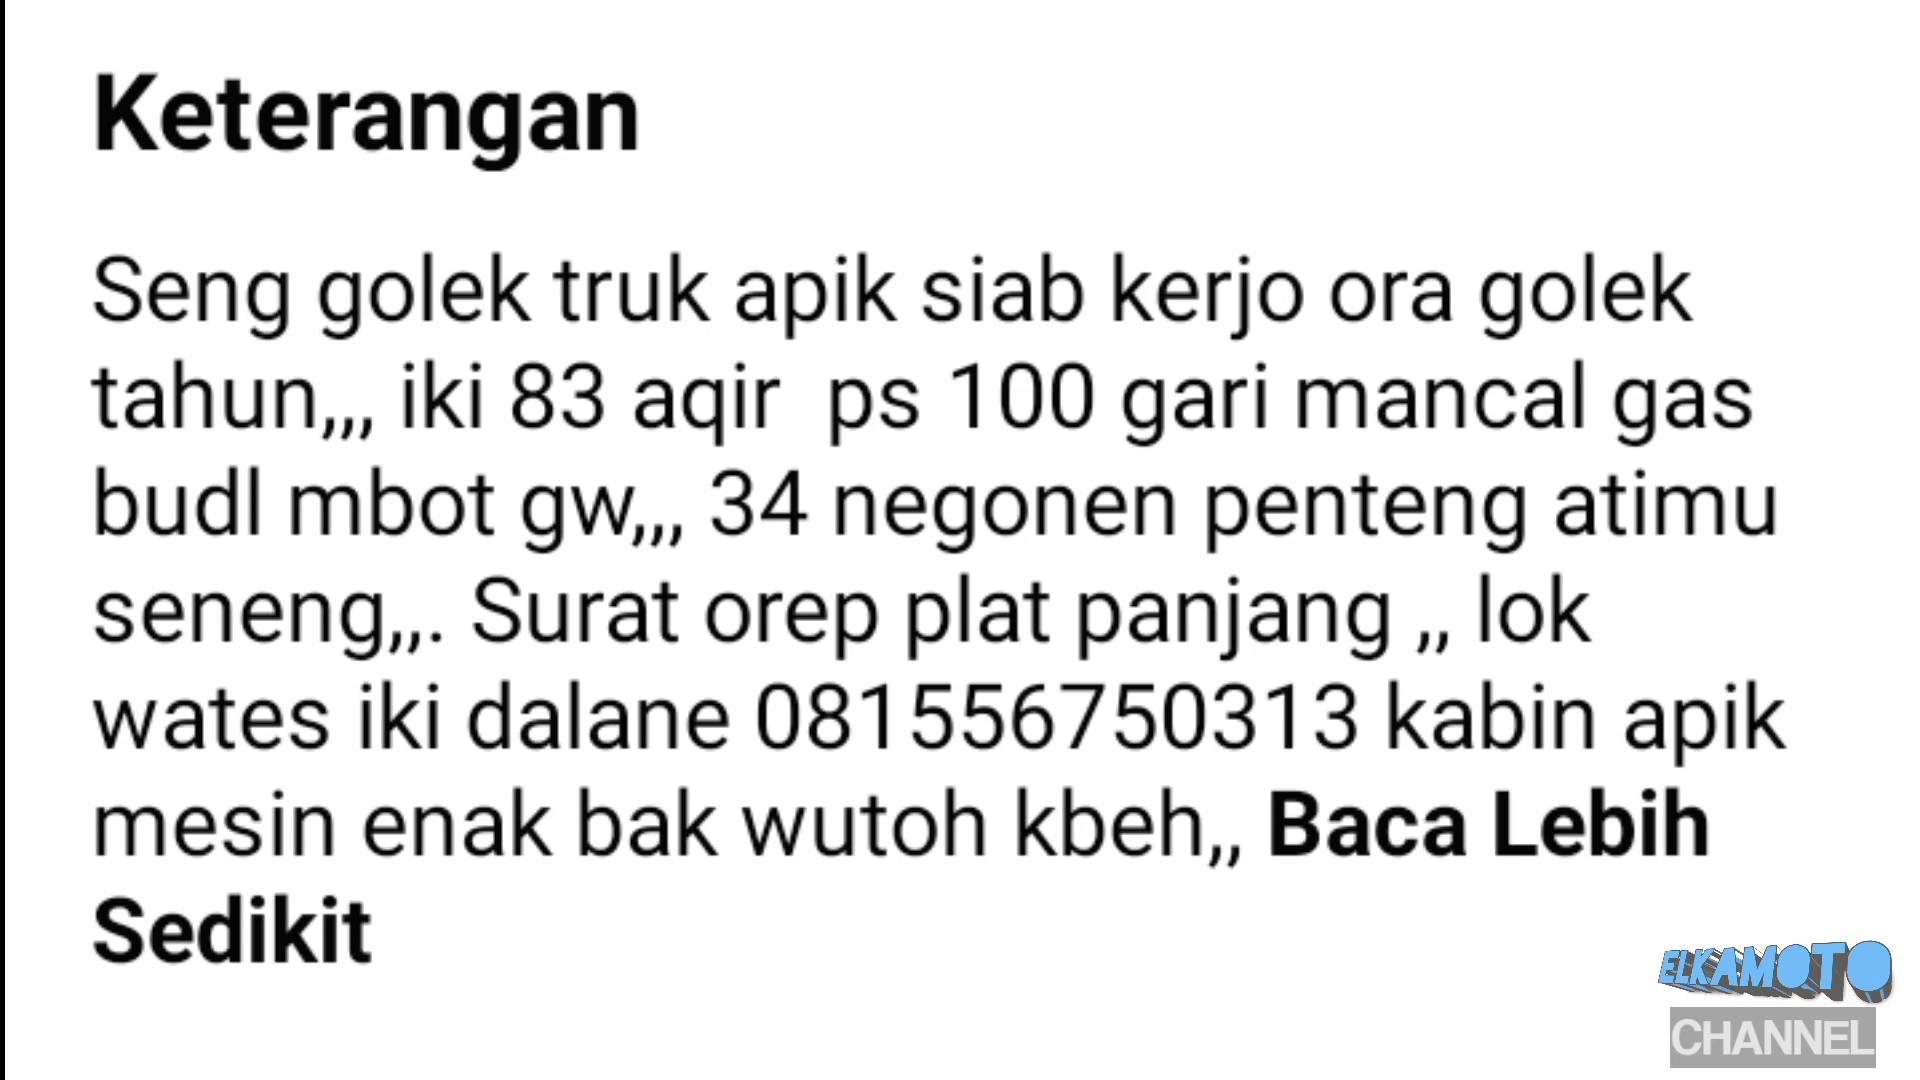 Keterangan
Seng golek truk apik siab kerjo ora golek
tahun,,, iki 83 aqir  ps 100 gari mancal gas
budl mbot gw,,, 34 negonen penteng atimu
seneng,,. Surat orep plat panjang ,, lok
wates iki dalane 081556750313 kabin apik
mesin enak bak wutoh kbeh,, Baca Lebih
Sedikit
ELKAMOTO
CHANNEL